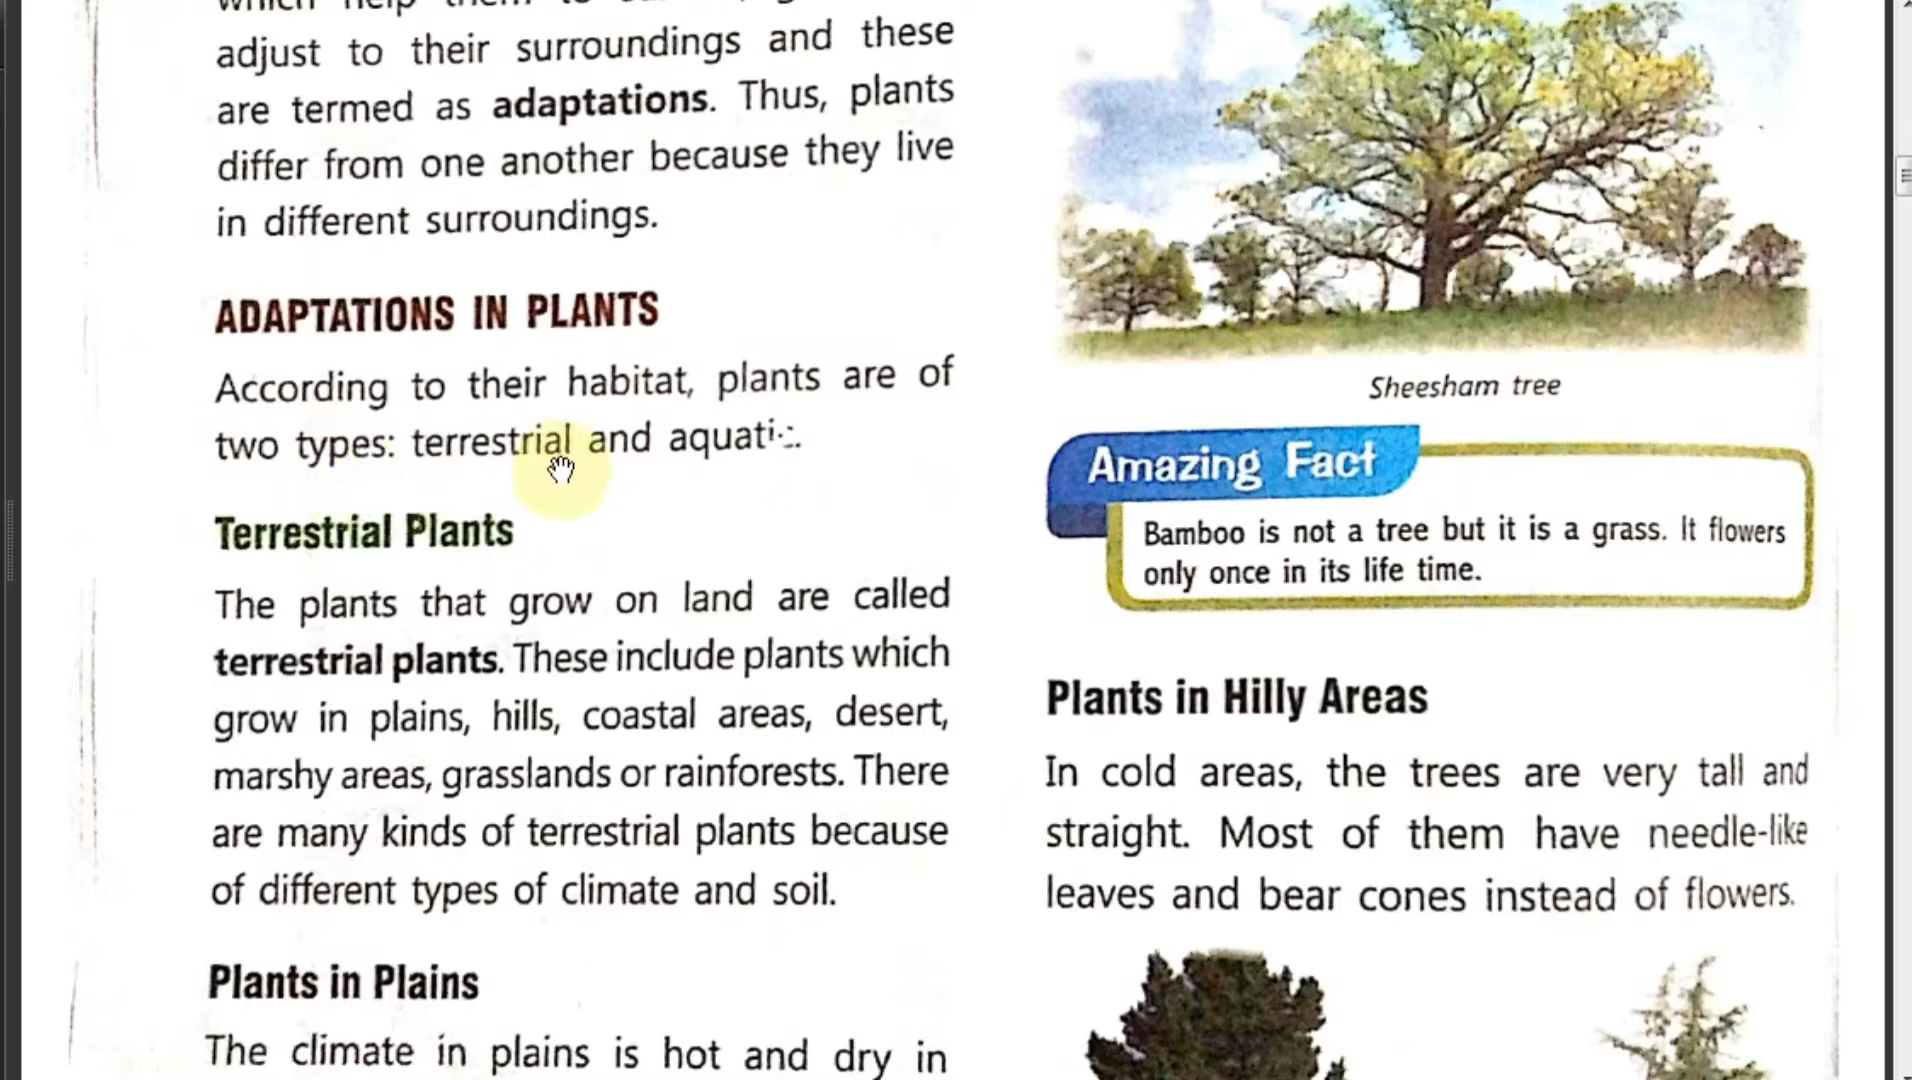 adjust to their surroundings and these
are termed as adaptations. Thus, plants
differ from one another because they live
in different surroundings.
ADAPTATIONS IN PLANTS
According to their habitat, plants are of
two types: terrestrial and aquatic.
Terrestrial Plants
The plants that grow on land are called
terrestrial plants. These include plants which
grow in plains, hills, coastal areas, desert,
marshy areas, grasslands or rainforests. There
are many kinds of terrestrial plants because
of different types of climate and soil.
Plants in Plains
The climate in plains is hot and dry in
Sheesham tree
Amazing Fact
Bamboo is not a tree but it is a grass. It flowers
only once in its life time.
Plants in Hilly Areas
In cold areas, the trees are very tall and
straight. Most of them have needle-like
leaves and bear cones instead of flowers.